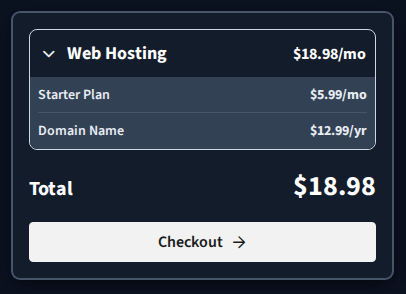 Web Hosting $18.98/mo
Starter Plan $5.99/mo
Domain Name $12.99/yr
Total $18.98
Checkout →